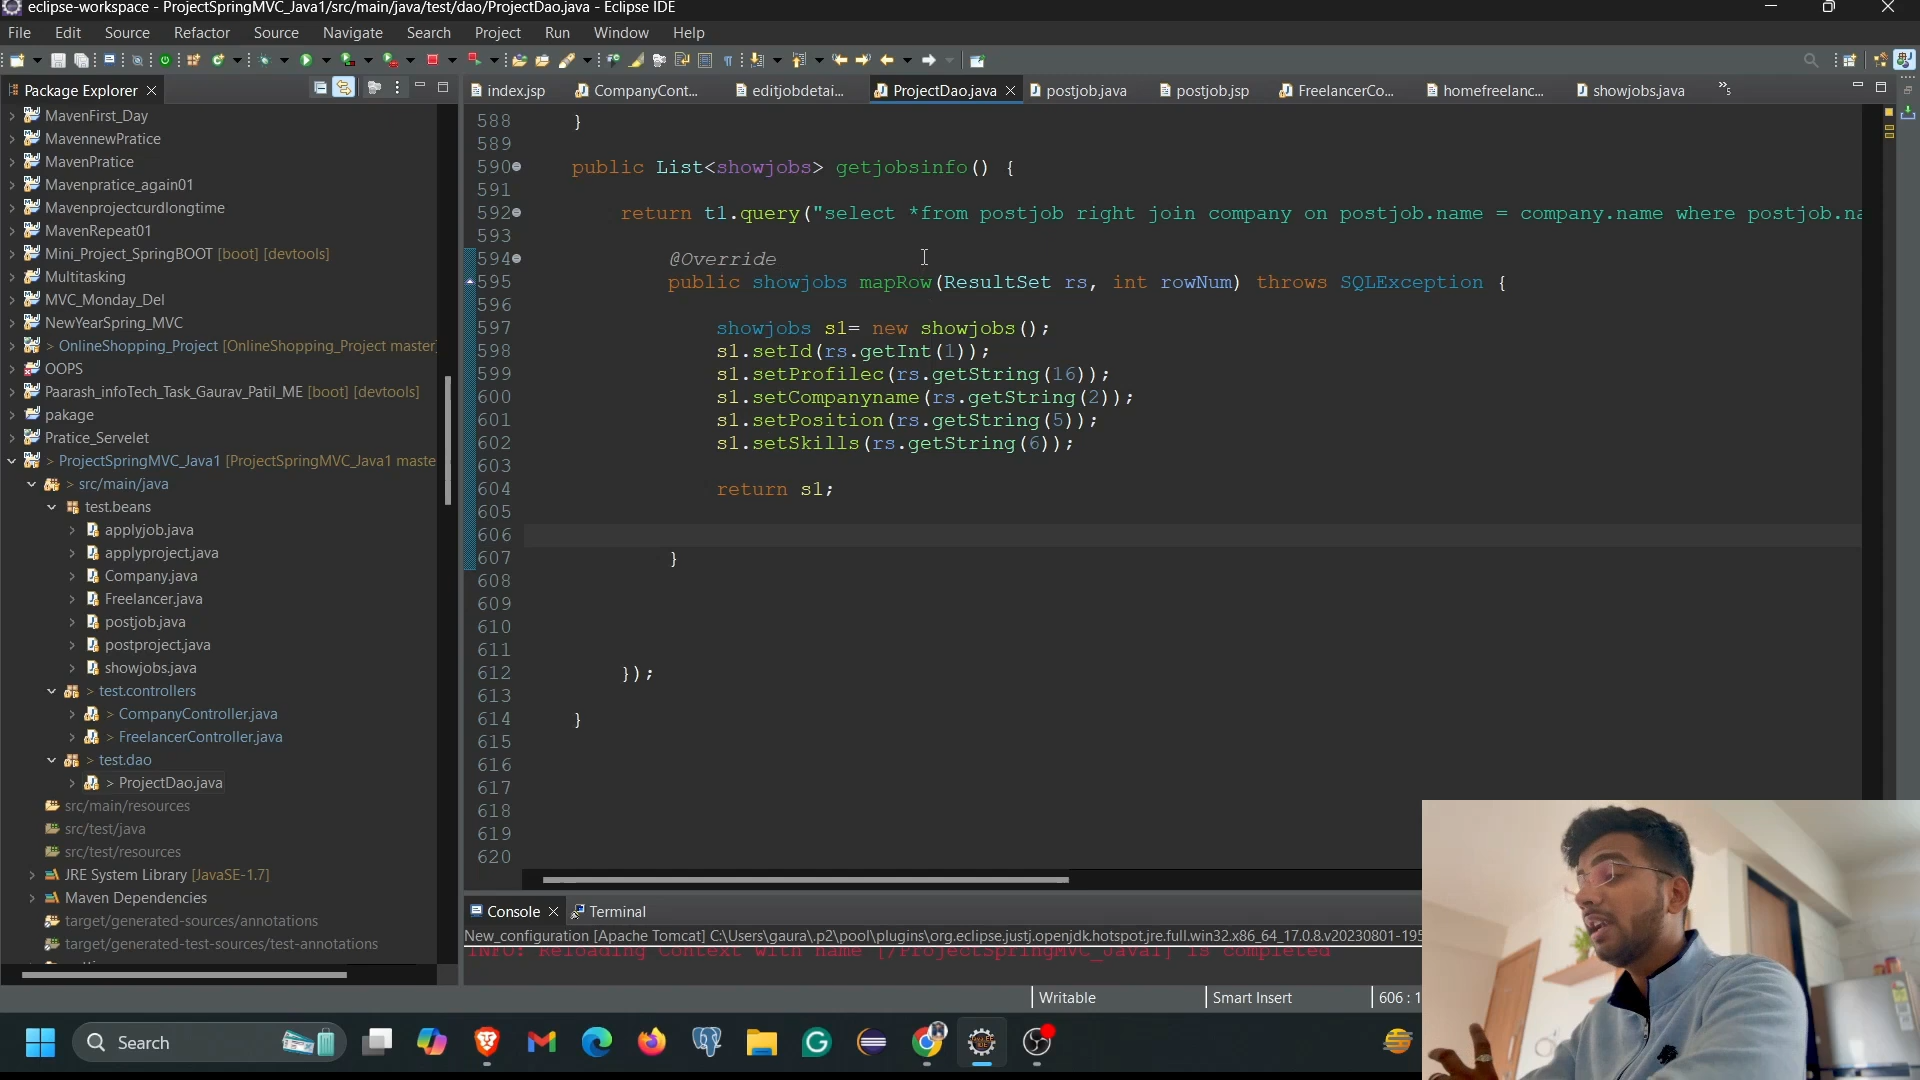 eclipse-workspace - ProjectSpringMVC_Java1/src/main/java/test/dao/ProjectDao.java - Eclipse IDE
File Edit Source Refactor Source Navigate Search Project Run Window Help
Package Explorer
index.jsp CompanyCont... editjobdetai... ProjectDao.java postjob.java postjob.jsp FreelancerCo... homefreelanc... showjobs.java »5
MavenFirst_Day
MavennewPratice
MavenPratice
Mavenpratice_again01
Mavenprojectcurdlongtime
MavenRepeat01
Mini_Project_SpringBOOT [boot] [devtools]
Multitasking
MVC_Monday_Del
NewYearSpring_MVC
> OnlineShopping_Project [OnlineShopping_Project master]
OOPS
Paarash_infoTech_Task_Gaurav_Patil_ME [boot] [devtools]
pakage
Pratice_Servelet
> ProjectSpringMVC_Java1 [ProjectSpringMVC_Java1 maste
> src/main/java
test.beans
applyjob.java
applyproject.java
Company.java
Freelancer.java
postjob.java
postproject.java
showjobs.java
> test.controllers
> CompanyController.java
> FreelancerController.java
> test.dao
> ProjectDao.java
src/main/resources
src/test/java
src/test/resources
JRE System Library [JavaSE-1.7]
Maven Dependencies
target/generated-sources/annotations
target/generated-test-sources/test-annotations
588 }
589
590 public List<showjobs> getjobsinfo() {
591
592 return t1.query("select *from postjob right join company on postjob.name = company.name where postjob.na
593
594 @Override
595 public showjobs mapRow(ResultSet rs, int rowNum) throws SQLException {
596
597 showjobs s1= new showjobs();
598 s1.setId(rs.getInt(1));
599 s1.setProfilec(rs.getString(16));
600 s1.setCompanyname(rs.getString(2));
601 s1.setPosition(rs.getString(5));
602 s1.setSkills(rs.getString(6));
603
604 return s1;
605
606
607 }
608
609
610
611
612 });
613
614 }
615
616
617
618
619
620
Console Terminal
New_configuration [Apache Tomcat] C:\Users\gaura\.p2\pool\plugins\org.eclipse.justj.openjdk.hotspot.jre.full.win32.x86_64_17.0.8.v20230801-195
INFO: Reloading Context with name [/ProjectSpringMVC_Java1] is completed
Writable Smart Insert 606 : 1
Search